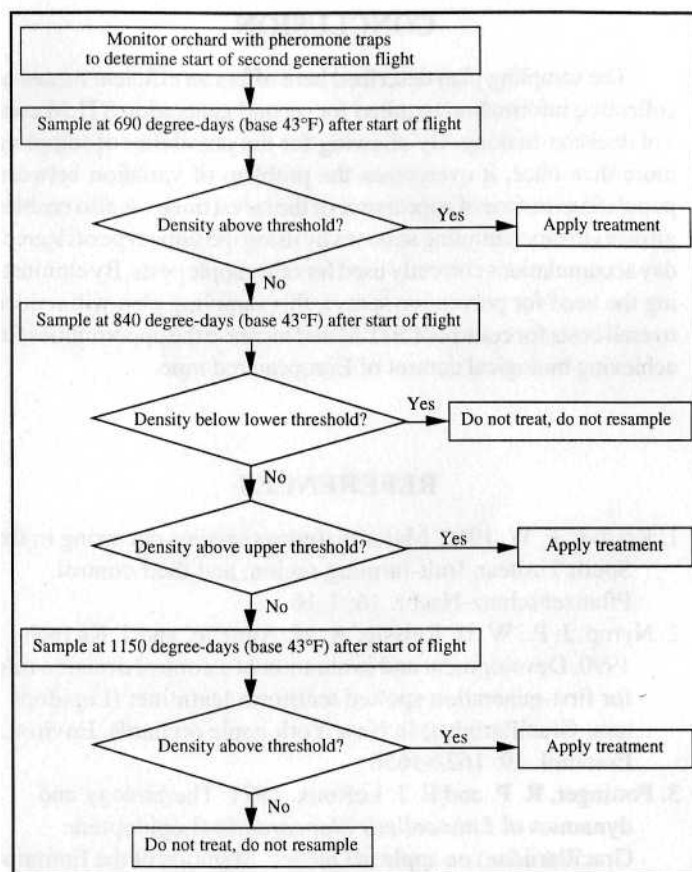 Monitor orchard with pheromone traps
to determine start of second generation flight
Sample at 690 degree-days (base 43°F) after start of flight
Density above threshold?
Yes
Apply treatment
No
Sample at 840 degree-days (base 43°F) after start of flight
Density below lower threshold?
Yes
Do not treat, do not resample
No
Density above upper threshold?
Yes
Apply treatment
No
Sample at 1150 degree-days (base 43°F) after start of flight
Density above threshold?
Yes
Apply treatment
No
Do not treat, do not resample